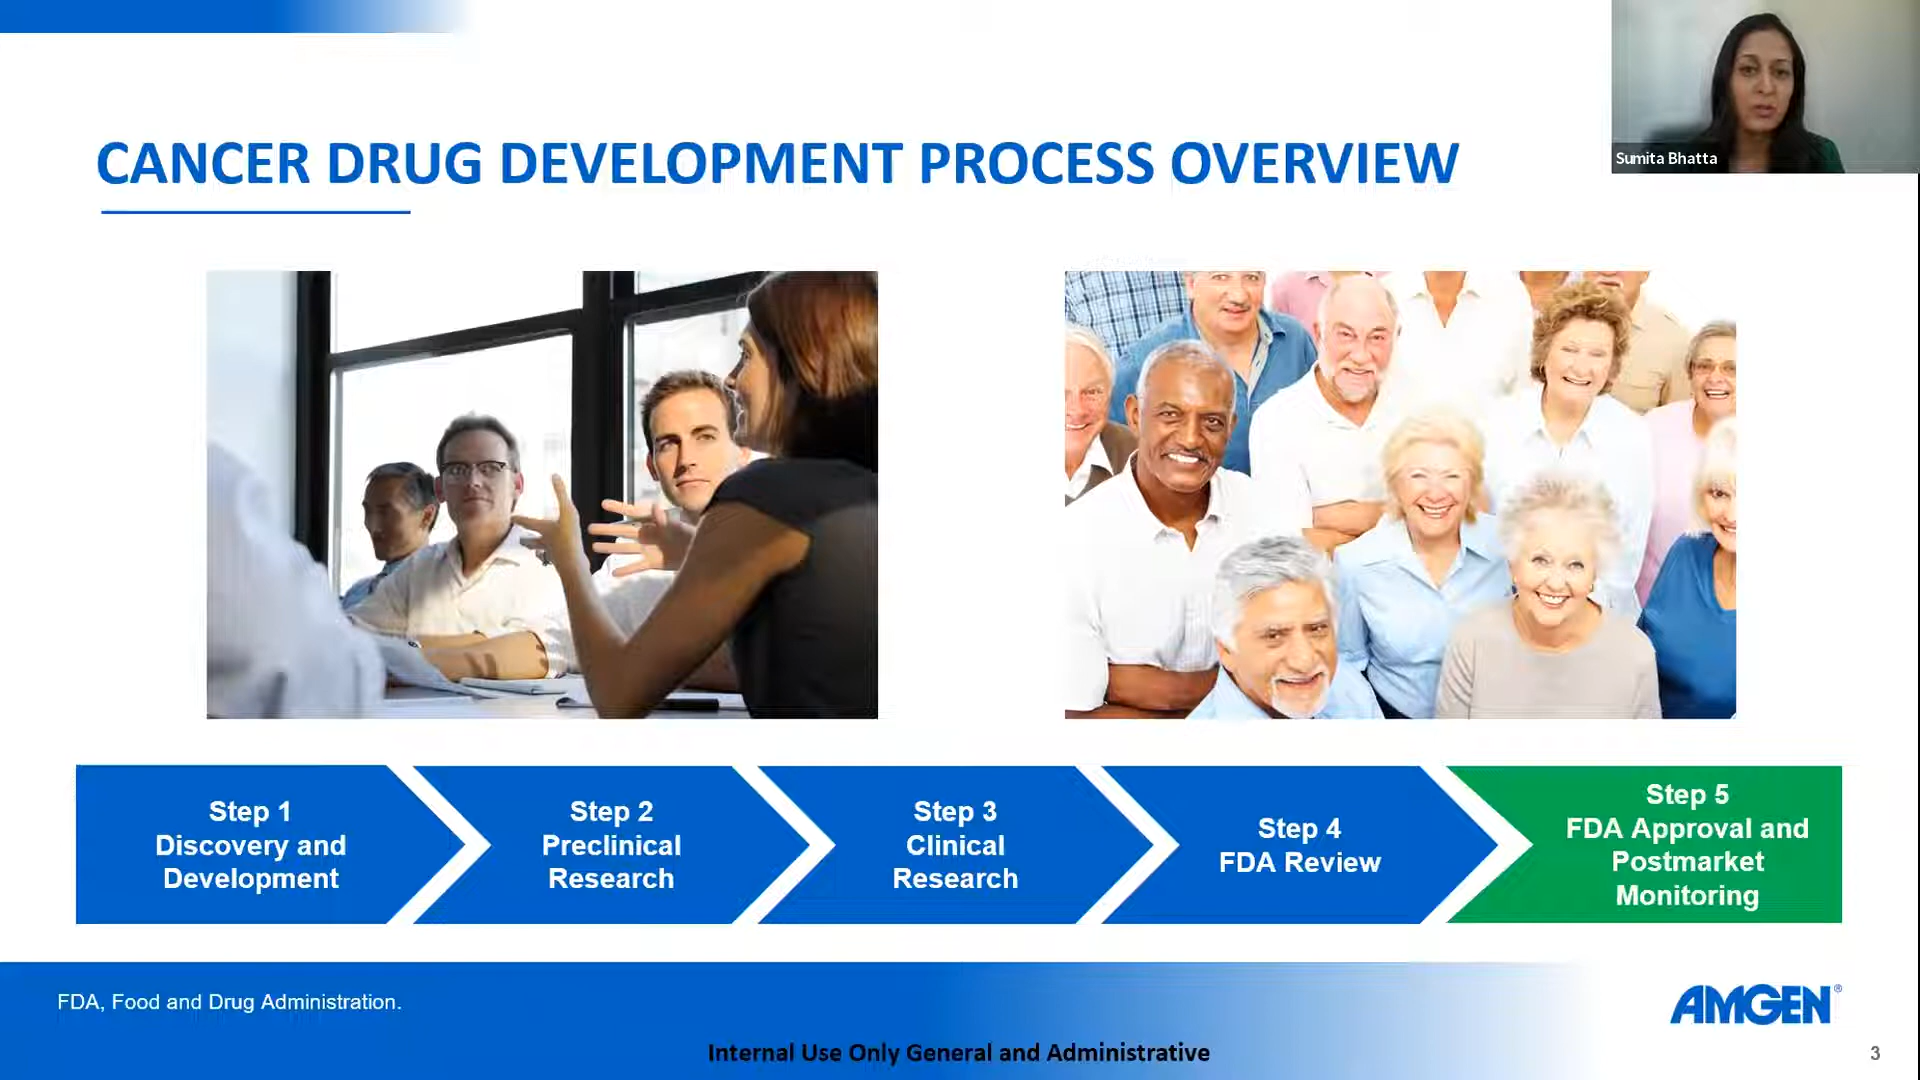 Sumita Bhatta
CANCER DRUG DEVELOPMENT PROCESS OVERVIEW
Step 1
Discovery and
Development
Step 2
Preclinical
Research
Step 3
Clinical
Research
Step 4
FDA Review
Step 5
FDA Approval and
Postmarket
Monitoring
FDA, Food and Drug Administration.
AMGEN®
Internal Use Only General and Administrative
3